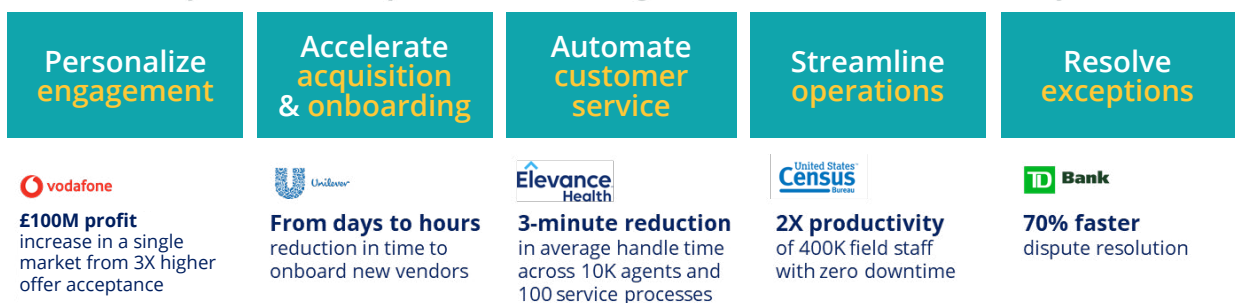 Personalize
engagement
Accelerate
acquisition
& onboarding
Automate
customer
service
Streamline
operations
Resolve
exceptions
vodafone
£100M profit
increase in a single
market from 3X higher
offer acceptance
Unilever
From days to hours
reduction in time to
onboard new vendors
Elevance
Health
3-minute reduction
in average handle time
across 10K agents and
100 service processes
United States®
Census
Bureau
2X productivity
of 400K field staff
with zero downtime
TD Bank
70% faster
dispute resolution